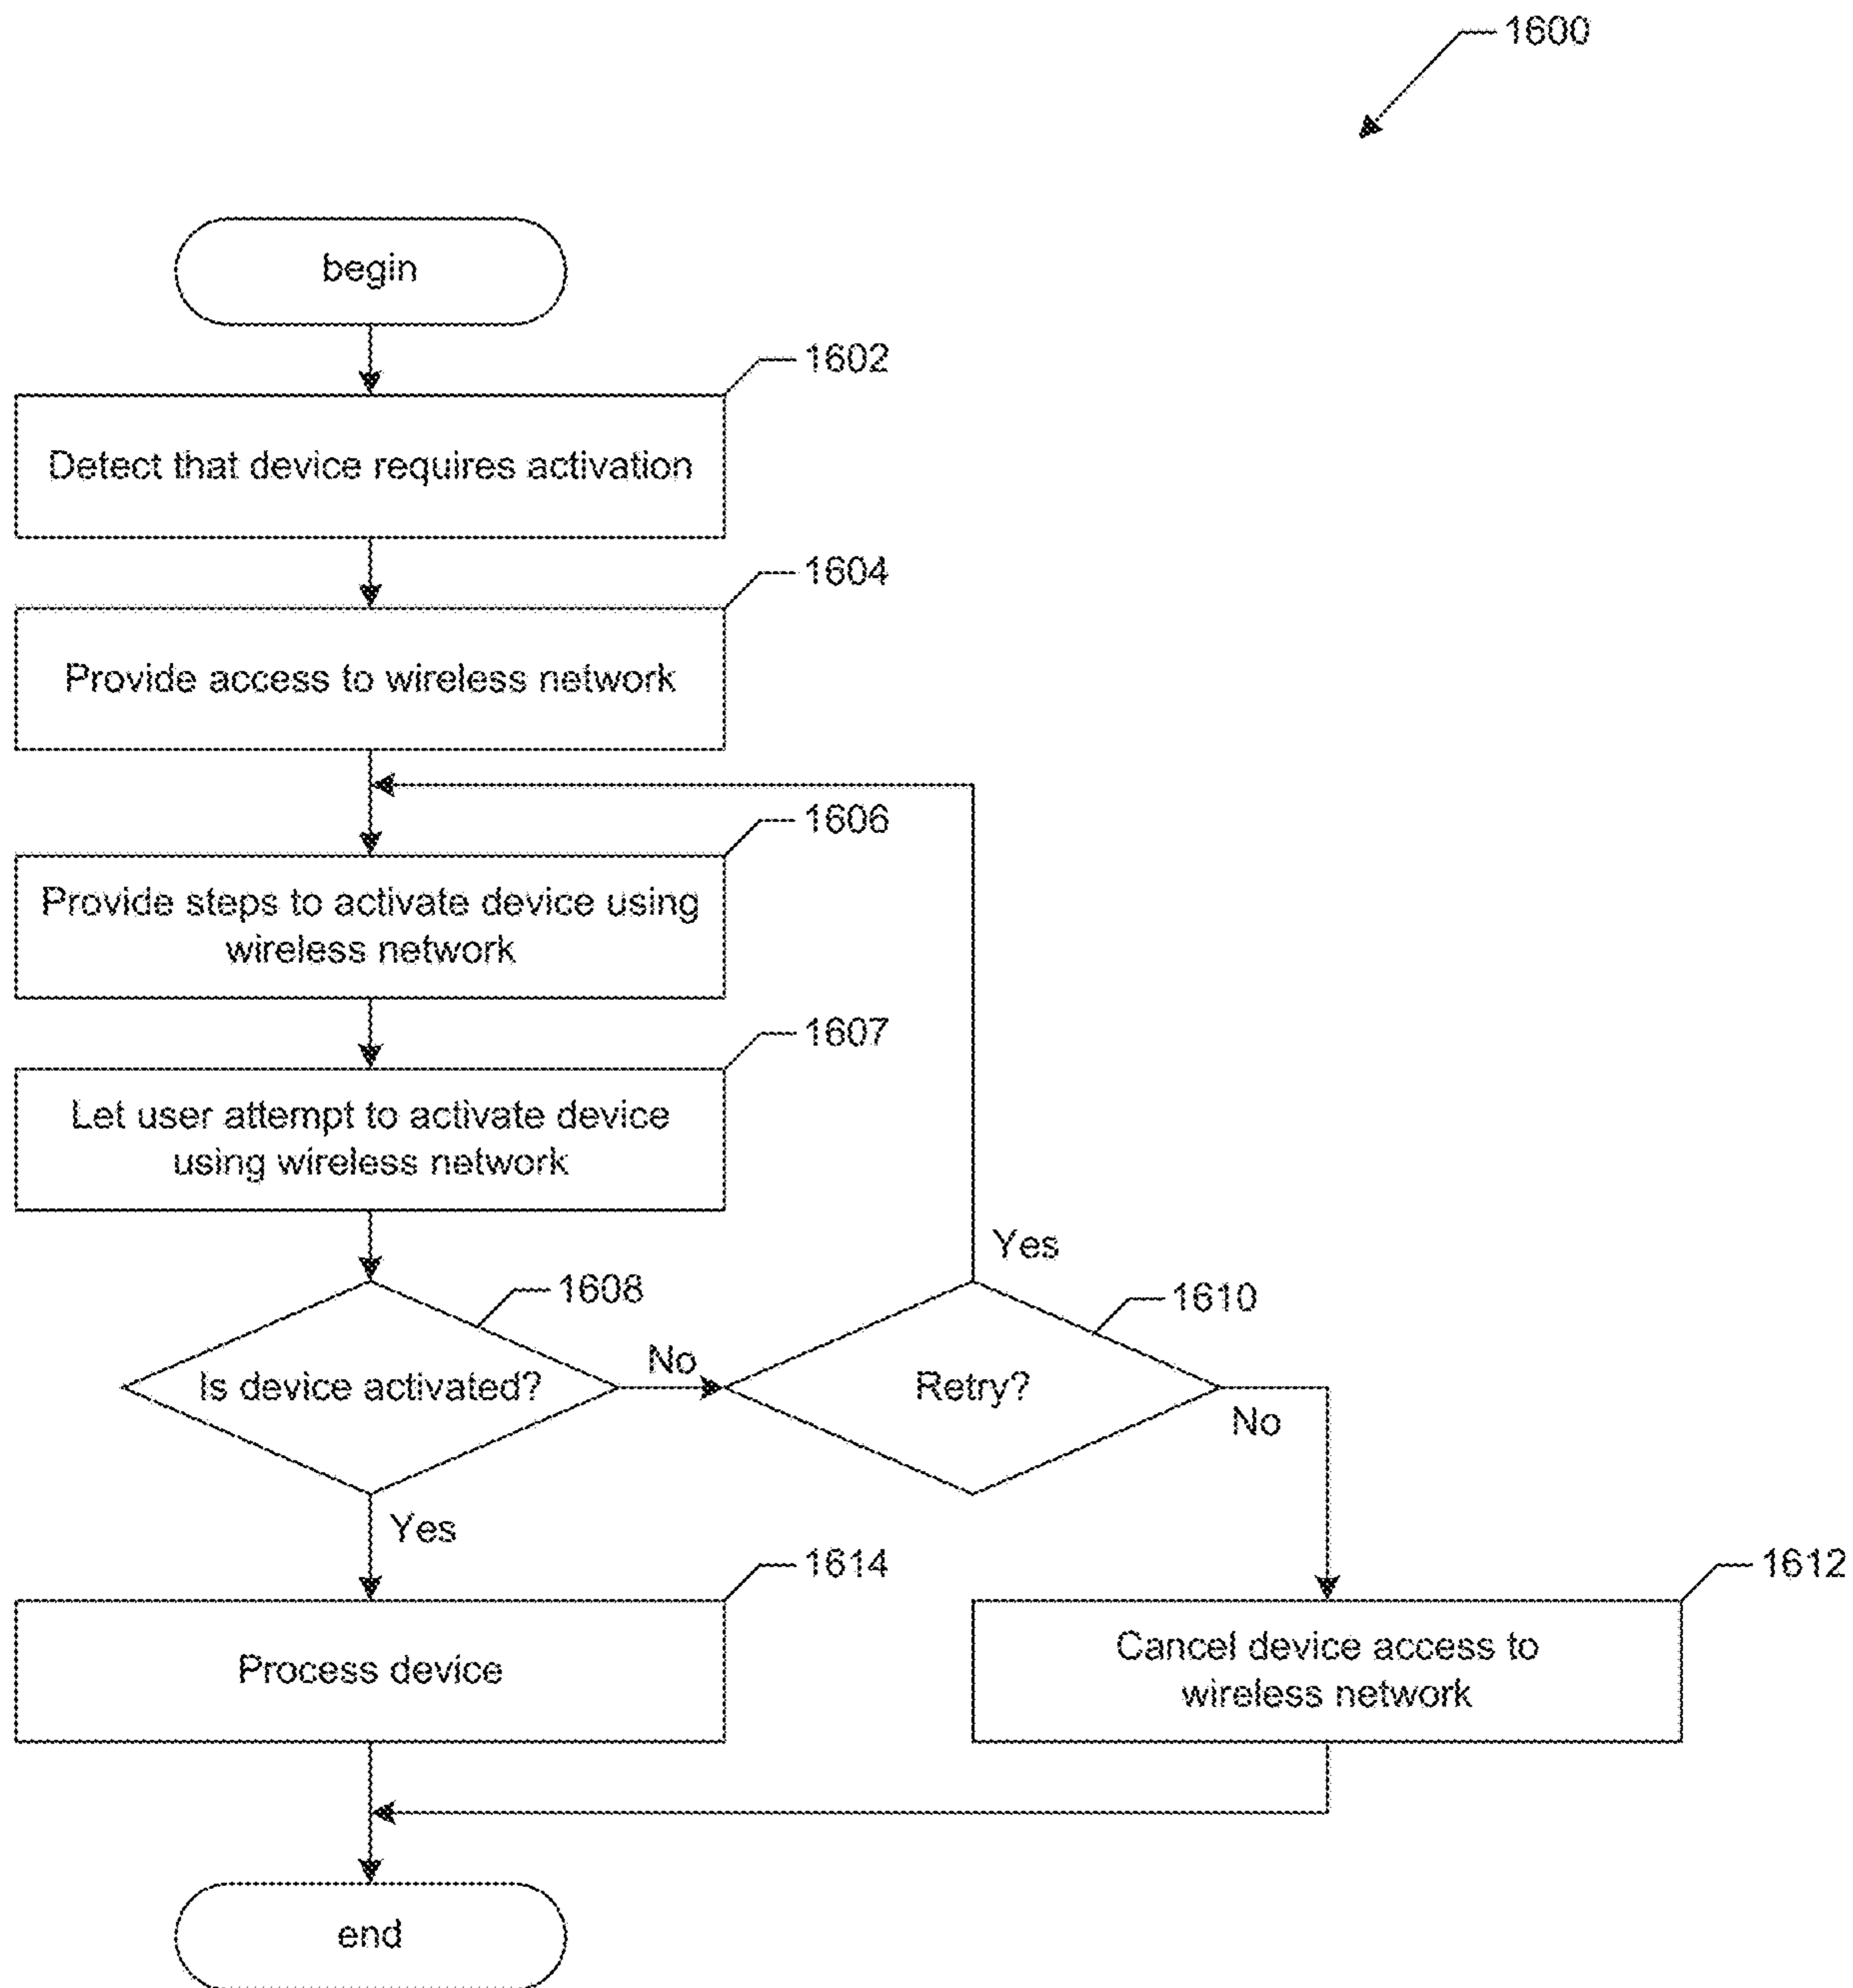 1600
begin
1602
Detect that device requires activation
1604
Provide access to wireless network
1606
Provide steps to activate device using
wireless network
1607
Let user attempt to activate device
using wireless network
Yes
1608
1610
Is device activated?
No
Retry?
No
Yes
1614
1612
Process device
Cancel device access to
wireless network
end